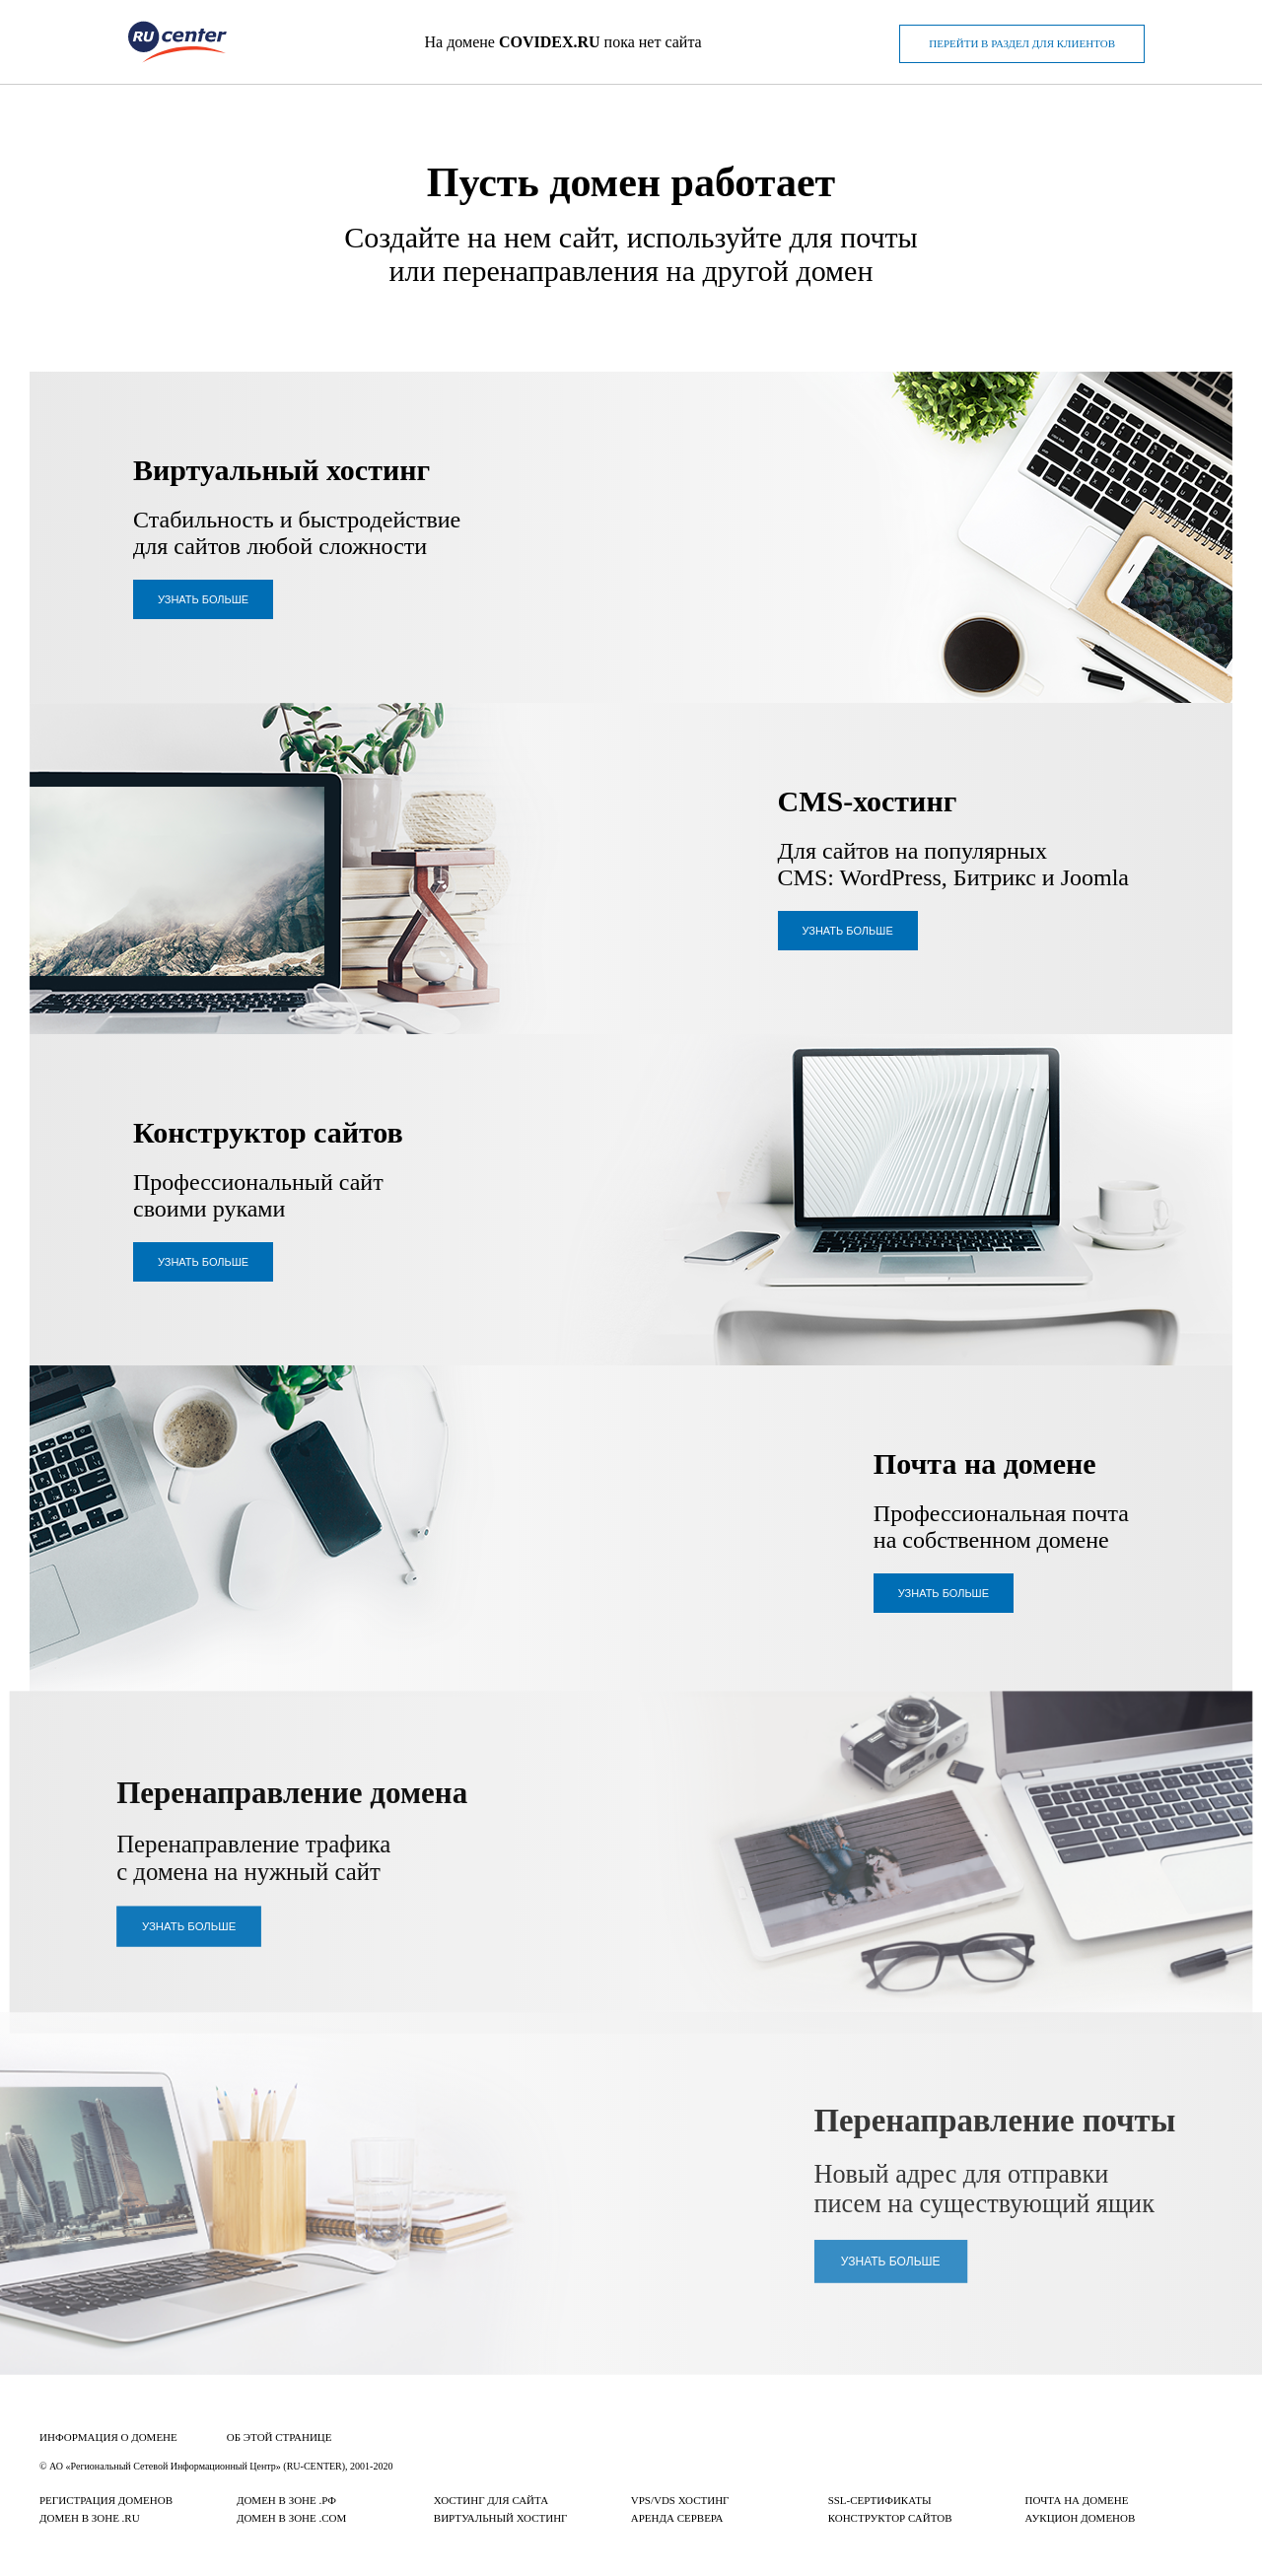 RU center
На домене COVIDEX.RU пока нет сайта
ПЕРЕЙТИ В РАЗДЕЛ ДЛЯ КЛИЕНТОВ
Пусть домен работает
Создайте на нем сайт, используйте для почты
или перенаправления на другой домен
Виртуальный хостинг
Стабильность и быстродействие
для сайтов любой сложности
УЗНАТЬ БОЛЬШЕ
CMS-хостинг
Для сайтов на популярных
CMS: WordPress, Битрикс и Joomla
УЗНАТЬ БОЛЬШЕ
Конструктор сайтов
Профессиональный сайт
своими руками
УЗНАТЬ БОЛЬШЕ
Почта на домене
Профессиональная почта
на собственном домене
УЗНАТЬ БОЛЬШЕ
Перенаправление домена
Перенаправление трафика
с домена на нужный сайт
УЗНАТЬ БОЛЬШЕ
Перенаправление почты
Новый адрес для отправки
писем на существующий ящик
УЗНАТЬ БОЛЬШЕ
ИНФОРМАЦИЯ О ДОМЕНЕ ОБ ЭТОЙ СТРАНИЦЕ
© АО «Региональный Сетевой Информационный Центр» (RU-CENTER), 2001-2020
РЕГИСТРАЦИЯ ДОМЕНОВ ДОМЕН В ЗОНЕ .РФ ХОСТИНГ ДЛЯ САЙТА VPS/VDS ХОСТИНГ SSL-СЕРТИФИКАТЫ ПОЧТА НА ДОМЕНЕ
ДОМЕН В ЗОНЕ .RU ДОМЕН В ЗОНЕ .COM ВИРТУАЛЬНЫЙ ХОСТИНГ АРЕНДА СЕРВЕРА КОНСТРУКТОР САЙТОВ АУКЦИОН ДОМЕНОВ